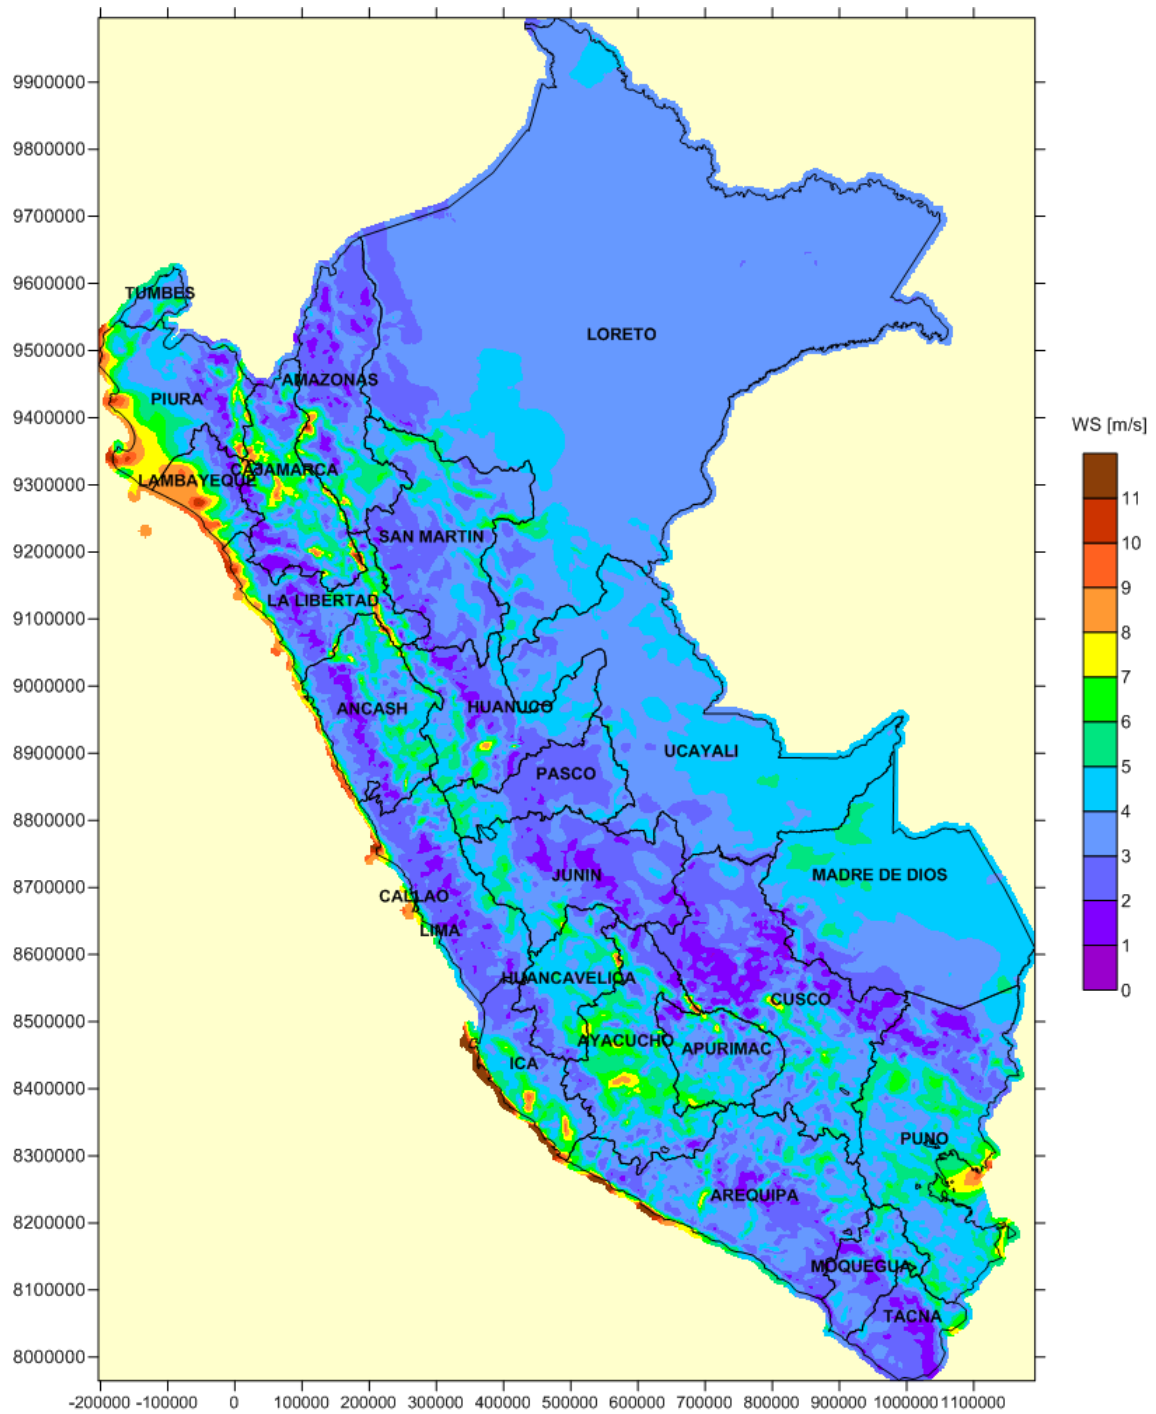 9900000
9800000
9700000
9600000
9500000
9400000
9300000
9200000
9100000
9000000
8900000
8800000
8700000
8600000
8500000
8400000
8300000
8200000
8100000
8000000
-200000 -100000 0 100000 200000 300000 400000 500000 600000 700000 800000 900000 1000000 1100000
TUMBES
LORETO
AMAZONAS
PIURA
CAJAMARCA
LAMBAYEQUE
SAN MARTIN
LA LIBERTAD
ANCASH
HUANUCO
UCAYALI
PASCO
JUNIN
MADRE DE DIOS
CALLAO
LIMA
HUANCAVELICA
CUSCO
AYACUCHO
APURIMAC
ICA
PUNO
AREQUIPA
MOQUEGUA
TACNA
WS [m/s]
11
10
9
8
7
6
5
4
3
2
1
0